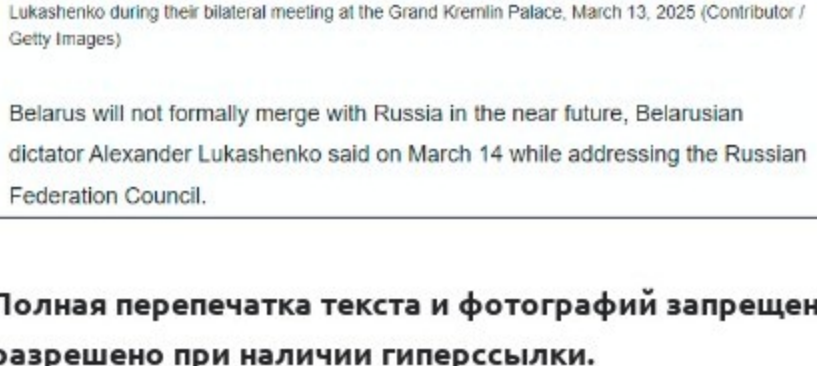 Lukashenko during their bilateral meeting at the Grand Kremlin Palace, March 13, 2025 (Contributor /
Getty Images)
Belarus will not formally merge with Russia in the near future, Belarusian
dictator Alexander Lukashenko said on March 14 while addressing the Russian
Federation Council.
Полная перепечатка текста и фотографий запрещен
разрешено при наличии гиперссылки.